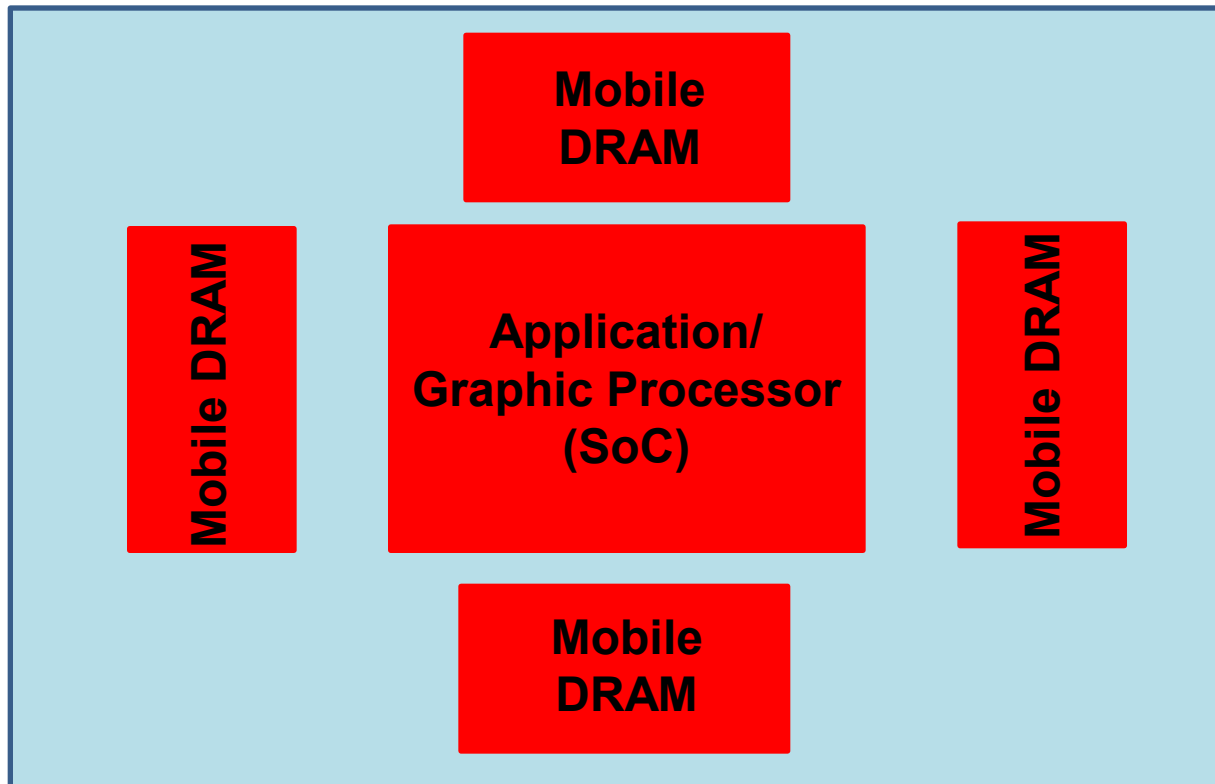 Mobile
DRAM
Mobile DRAM
Application/
Graphic Processor
(SoC)
Mobile DRAM
Mobile
DRAM